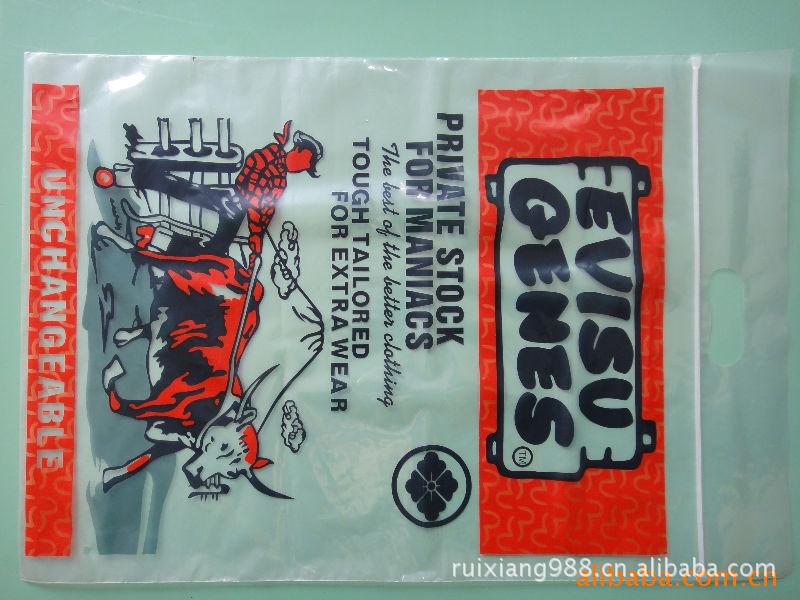 EVISU
GENES
TM
PRIVATE STOCK
FOR MANIACS
The best of the better clothing
TOUGH TAILORED
FOR EXTRA WEAR
UNCHANGEABLE
ruixiang988.cn.alibaba.com
alibaba.com.cn